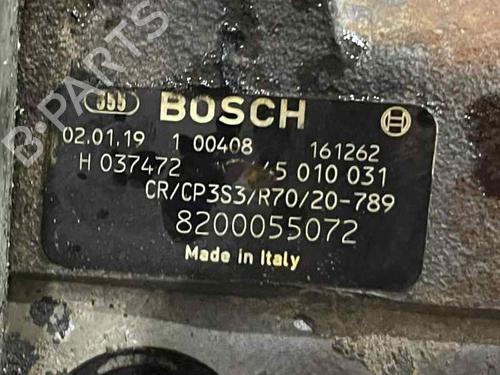 B-PARTS
355 BOSCH
02.01.19 1 00408 161262
H 037472 45 010 031
CR/CP3S3/R70/20-789
8200055072
Made in Italy